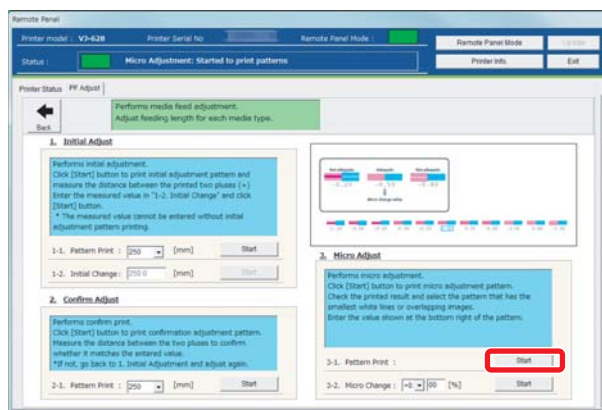 Remote Panel
Printer model : VJ-628
Printer Serial No
Remote Panel Mode :
Remote Panel Mode
Update
Status :
Micro Adjustment: Started to print patterns
Printer Info.
Exit
Printer Status
PF Adjust
Back
Performs media feed adjustment.
Adjust feeding length for each media type.
1. Initial Adjust
Performs initial adjustment.
Click [Start] button to print initial adjustment pattern and
measure the distance between the printed two pluses (+)
Enter the measured value in "1-2. Initial Change" and click
[Start] button.
* The measured value cannot be entered without initial
adjustment pattern printing.
1-1. Pattern Print : 250 [mm] Start
1-2. Initial Change : 250.0 [mm] Start
2. Confirm Adjust
Performs confirm print.
Click [Start] button to print confirmation adjustment pattern.
Measure the distance between the two pluses to confirm
whether it matches the entered value.
*If not, go back to 1. Initial Adjustment and adjust again.
2-1. Pattern Print : 250 [mm] Start
Not adequate
Adequate
Not adequate
Micro change value
3. Micro Adjust
Performs micro adjustment.
Click [Start] button to print micro adjustment pattern.
Check the printed result and select the pattern that has the
smallest white lines or overlapping images.
Enter the value shown at the bottom right of the pattern.
3-1. Pattern Print : Start
3-2. Micro Change : +0. 00 [%] Start